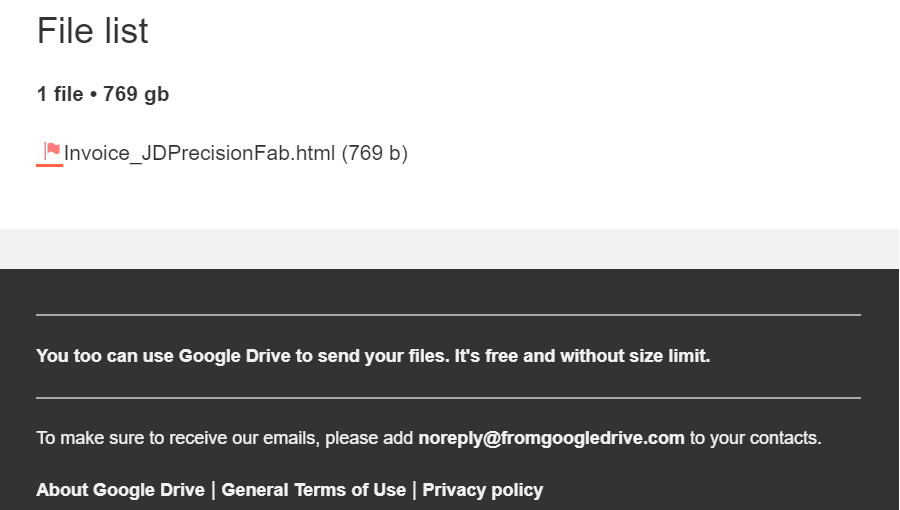 File list
1 file • 769 gb
Invoice_JDPrecisionFab.html (769 b)
You too can use Google Drive to send your files. It's free and without size limit.
To make sure to receive our emails, please add noreply@fromgoogledrive.com to your contacts.
About Google Drive | General Terms of Use | Privacy policy